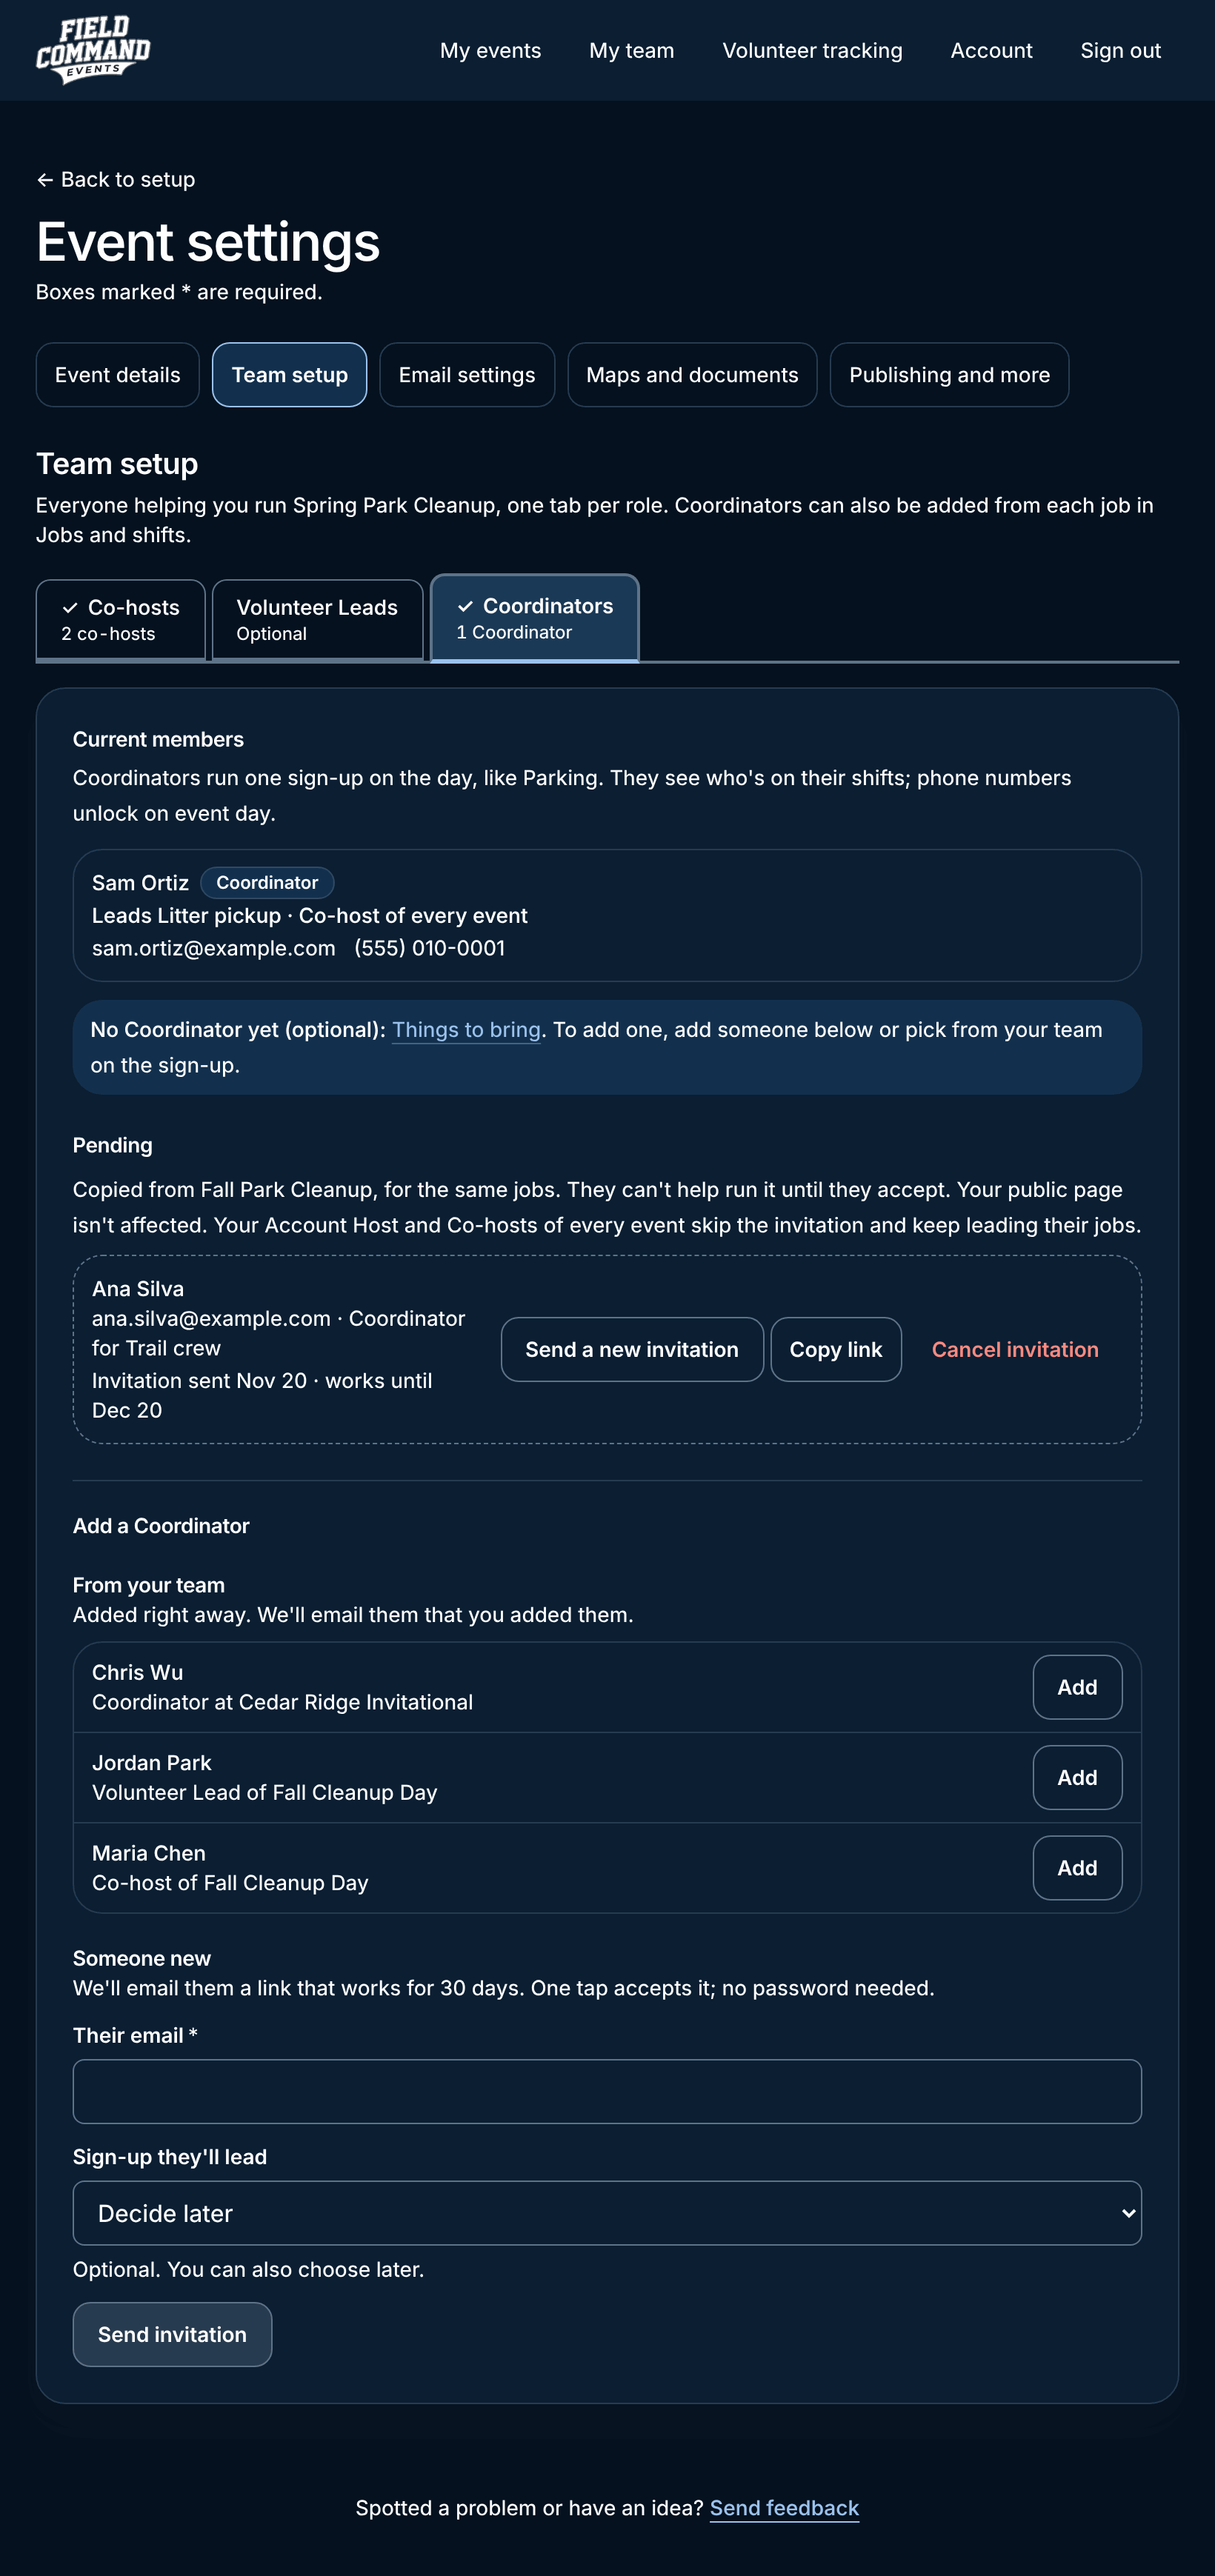 FIELD
COMMAND
EVENTS
My events
My team
Volunteer tracking
Account
Sign out
← Back to setup
Event settings
Boxes marked * are required.
Event details
Team setup
Email settings
Maps and documents
Publishing and more
Team setup
Everyone helping you run Spring Park Cleanup, one tab per role. Coordinators can also be added from each job in
Jobs and shifts.
✓ Co-hosts
2 co-hosts
Volunteer Leads
Optional
✓ Coordinators
1 Coordinator
Current members
Coordinators run one sign-up on the day, like Parking. They see who's on their shifts; phone numbers
unlock on event day.
Sam Ortiz Coordinator
Leads Litter pickup · Co-host of every event
sam.ortiz@example.com (555) 010-0001
No Coordinator yet (optional): Things to bring. To add one, add someone below or pick from your team
on the sign-up.
Pending
Copied from Fall Park Cleanup, for the same jobs. They can't help run it until they accept. Your public page
isn't affected. Your Account Host and Co-hosts of every event skip the invitation and keep leading their jobs.
Ana Silva
ana.silva@example.com · Coordinator
for Trail crew
Invitation sent Nov 20 · works until
Dec 20
Send a new invitation
Copy link
Cancel invitation
Add a Coordinator
From your team
Added right away. We'll email them that you added them.
Chris Wu
Coordinator at Cedar Ridge Invitational
Add
Jordan Park
Volunteer Lead of Fall Cleanup Day
Add
Maria Chen
Co-host of Fall Cleanup Day
Add
Someone new
We'll email them a link that works for 30 days. One tap accepts it; no password needed.
Their email *
Sign-up they'll lead
Decide later
Optional. You can also choose later.
Send invitation
Spotted a problem or have an idea? Send feedback